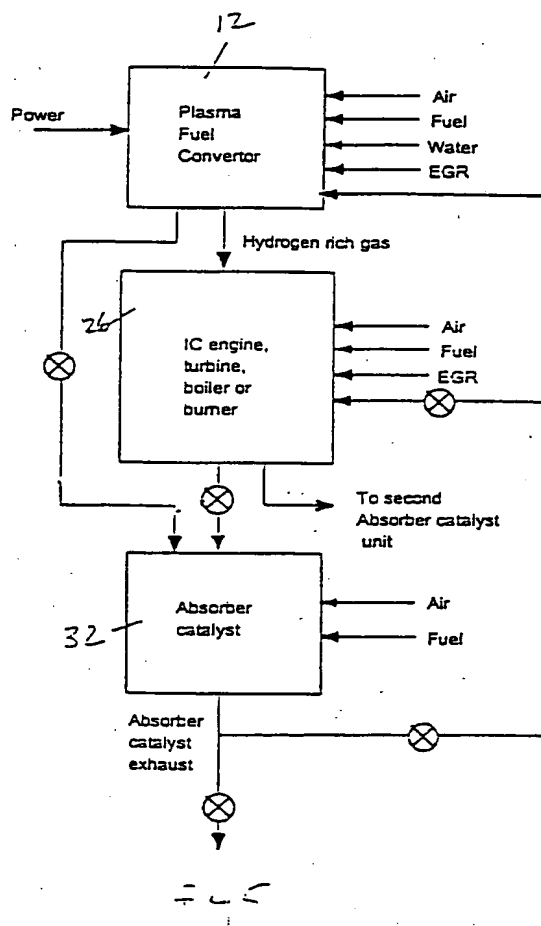 12
Power
Plasma
Fuel
Convertor
Air
Fuel
Water
EGR
Hydrogen rich gas
26
IC engine,
turbine,
boiler or
burner
Air
Fuel
EGR
To second
Absorber catalyst
unit
32
Absorber
catalyst
Air
Fuel
Absorber
catalyst
exhaust